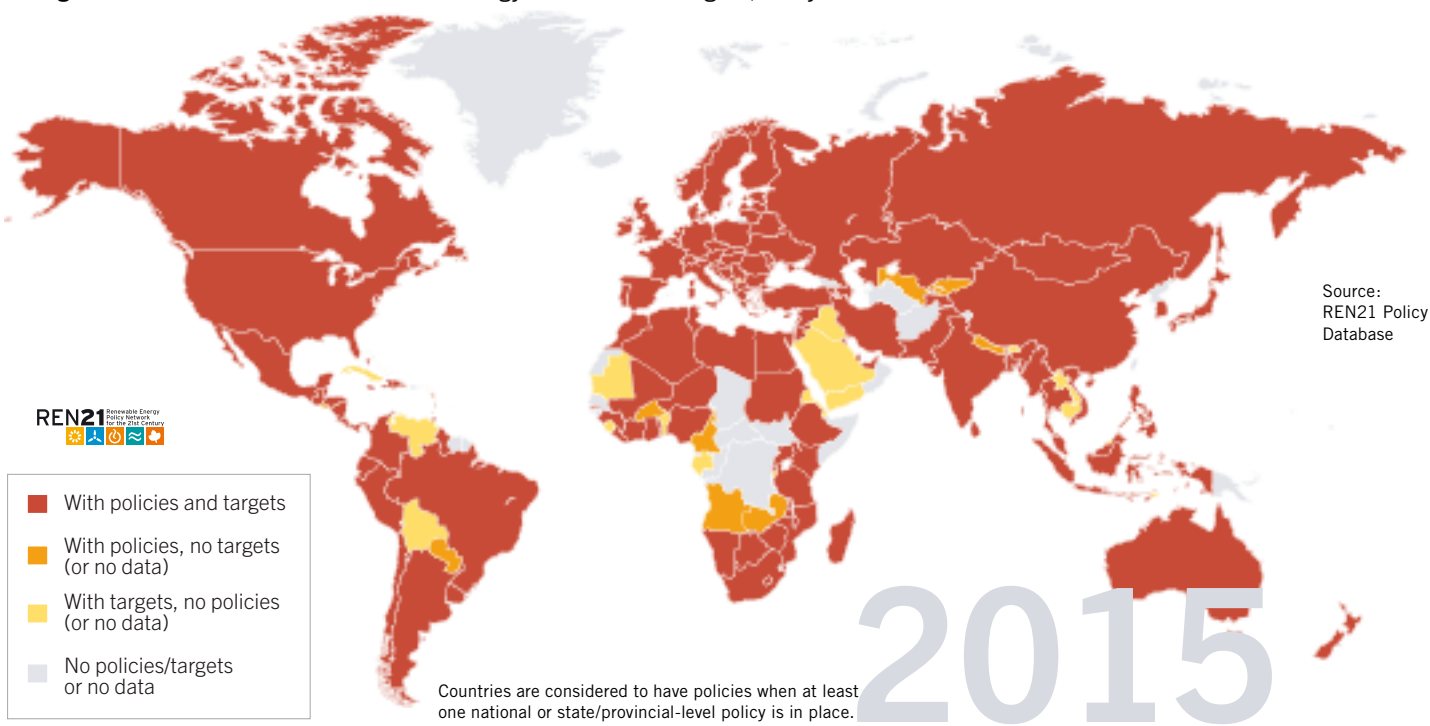 Source:
REN21 Policy
Database
REN21
Renewable Energy
Policy Network
for the 21st Century
With policies and targets
With policies, no targets
(or no data)
With targets, no policies
(or no data)
No policies/targets
or no data
Countries are considered to have policies when at least
one national or state/provincial-level policy is in place.
2015